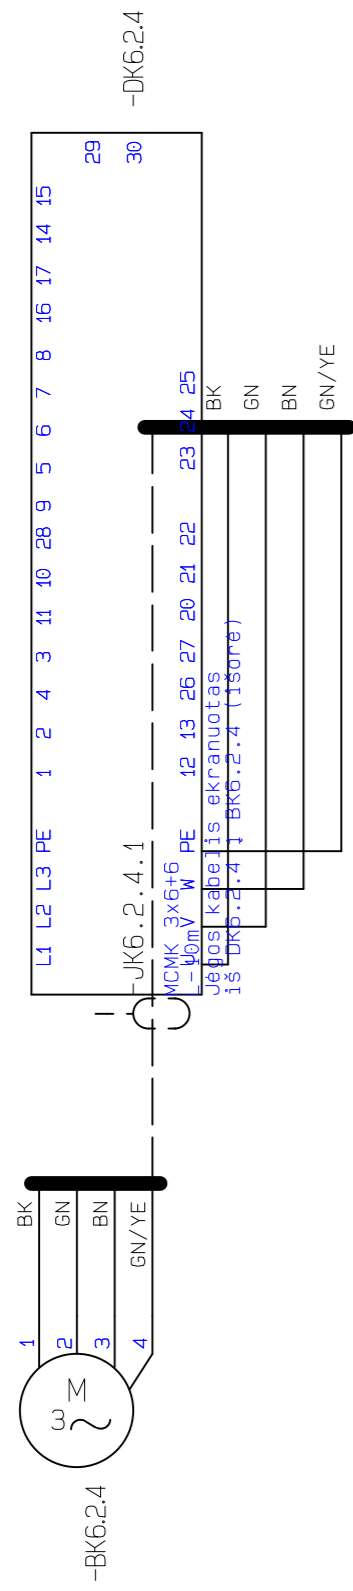 -DK6.2.4
L1 L2 L3 PE 1 2 4 3 11 10 28 9 5 6 7 8 16 17 14 15
29
30
U V W PE 12 13 26 27 20 21 22 23 24 25
BK
GN
BN
GN/YE
-JK6.2.4.1
MCMK 3x6+6
L-10m
Jėgos kabelis ekranuotas
iš DK6.2.4 į BK6.2.4 (išorė)
BK
GN
BN
GN/YE
1
2
3
4
M
3
-BK6.2.4